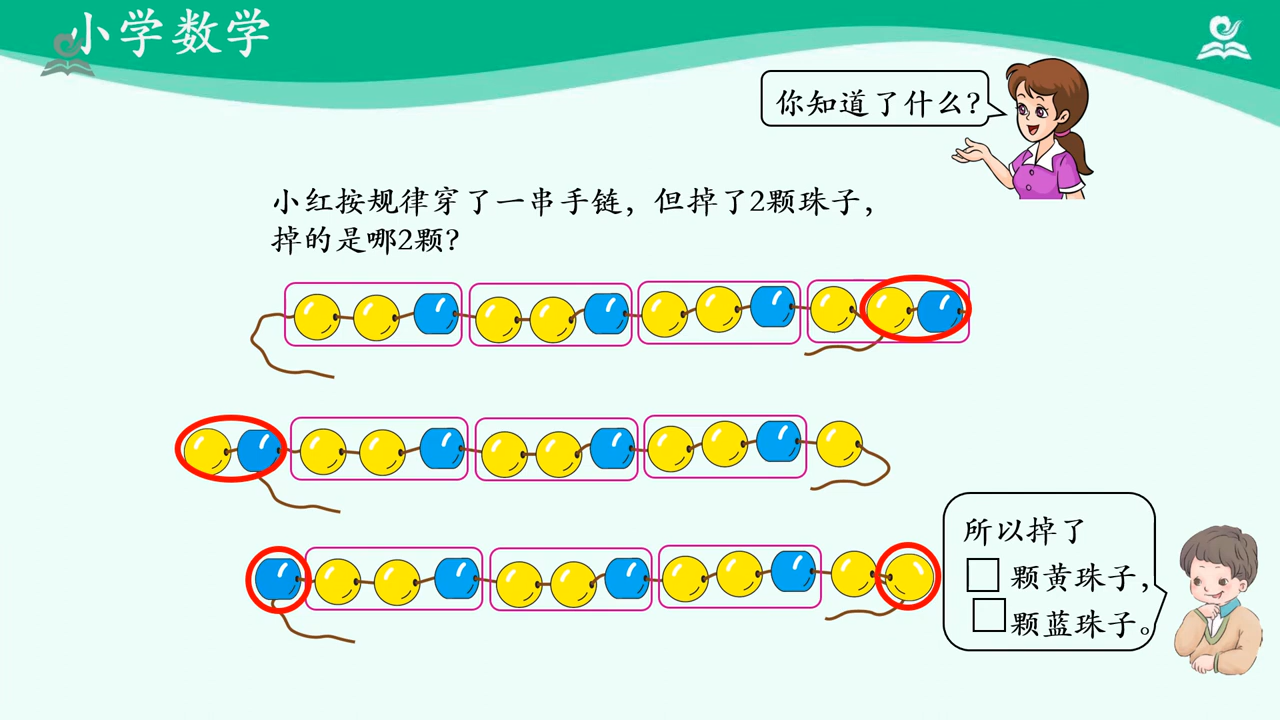 小学数学
你知道了什么?
小红按规律穿了一串手链，但掉了2颗珠子，
掉的是哪2颗?
所以掉了
□颗黄珠子，
□颗蓝珠子。